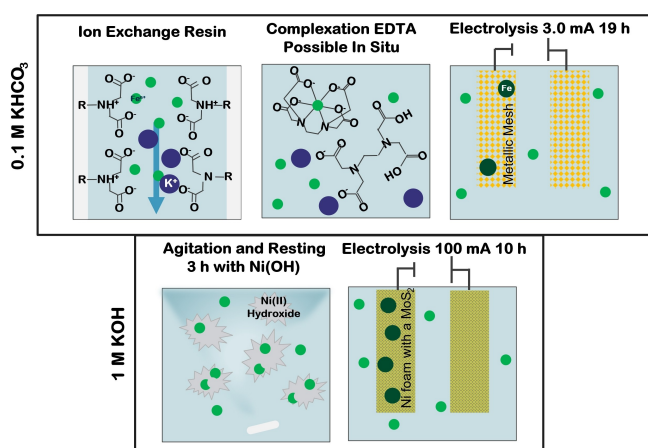 0.1 M KHCO3
Ion Exchange Resin
Complexation EDTA
Possible In Situ
Electrolysis 3.0 mA 19 h
O
O-
O-
O
R-NH+
NH+-R
O
O-
O
O-
Fe3+
O
O-
O-
O
R-NH+
N-R
O
O-
O
O-
K+
O
O
O-
O-
O-
N
N
O-
O
O
O
OH
N
N
O
O-
O
OH
O
HO
Fe
Metallic Mesh
1 M KOH
Agitation and Resting
3 h with Ni(OH)
Electrolysis 100 mA 10 h
Ni(II)
Hydroxide
Ni foam with a MoS2